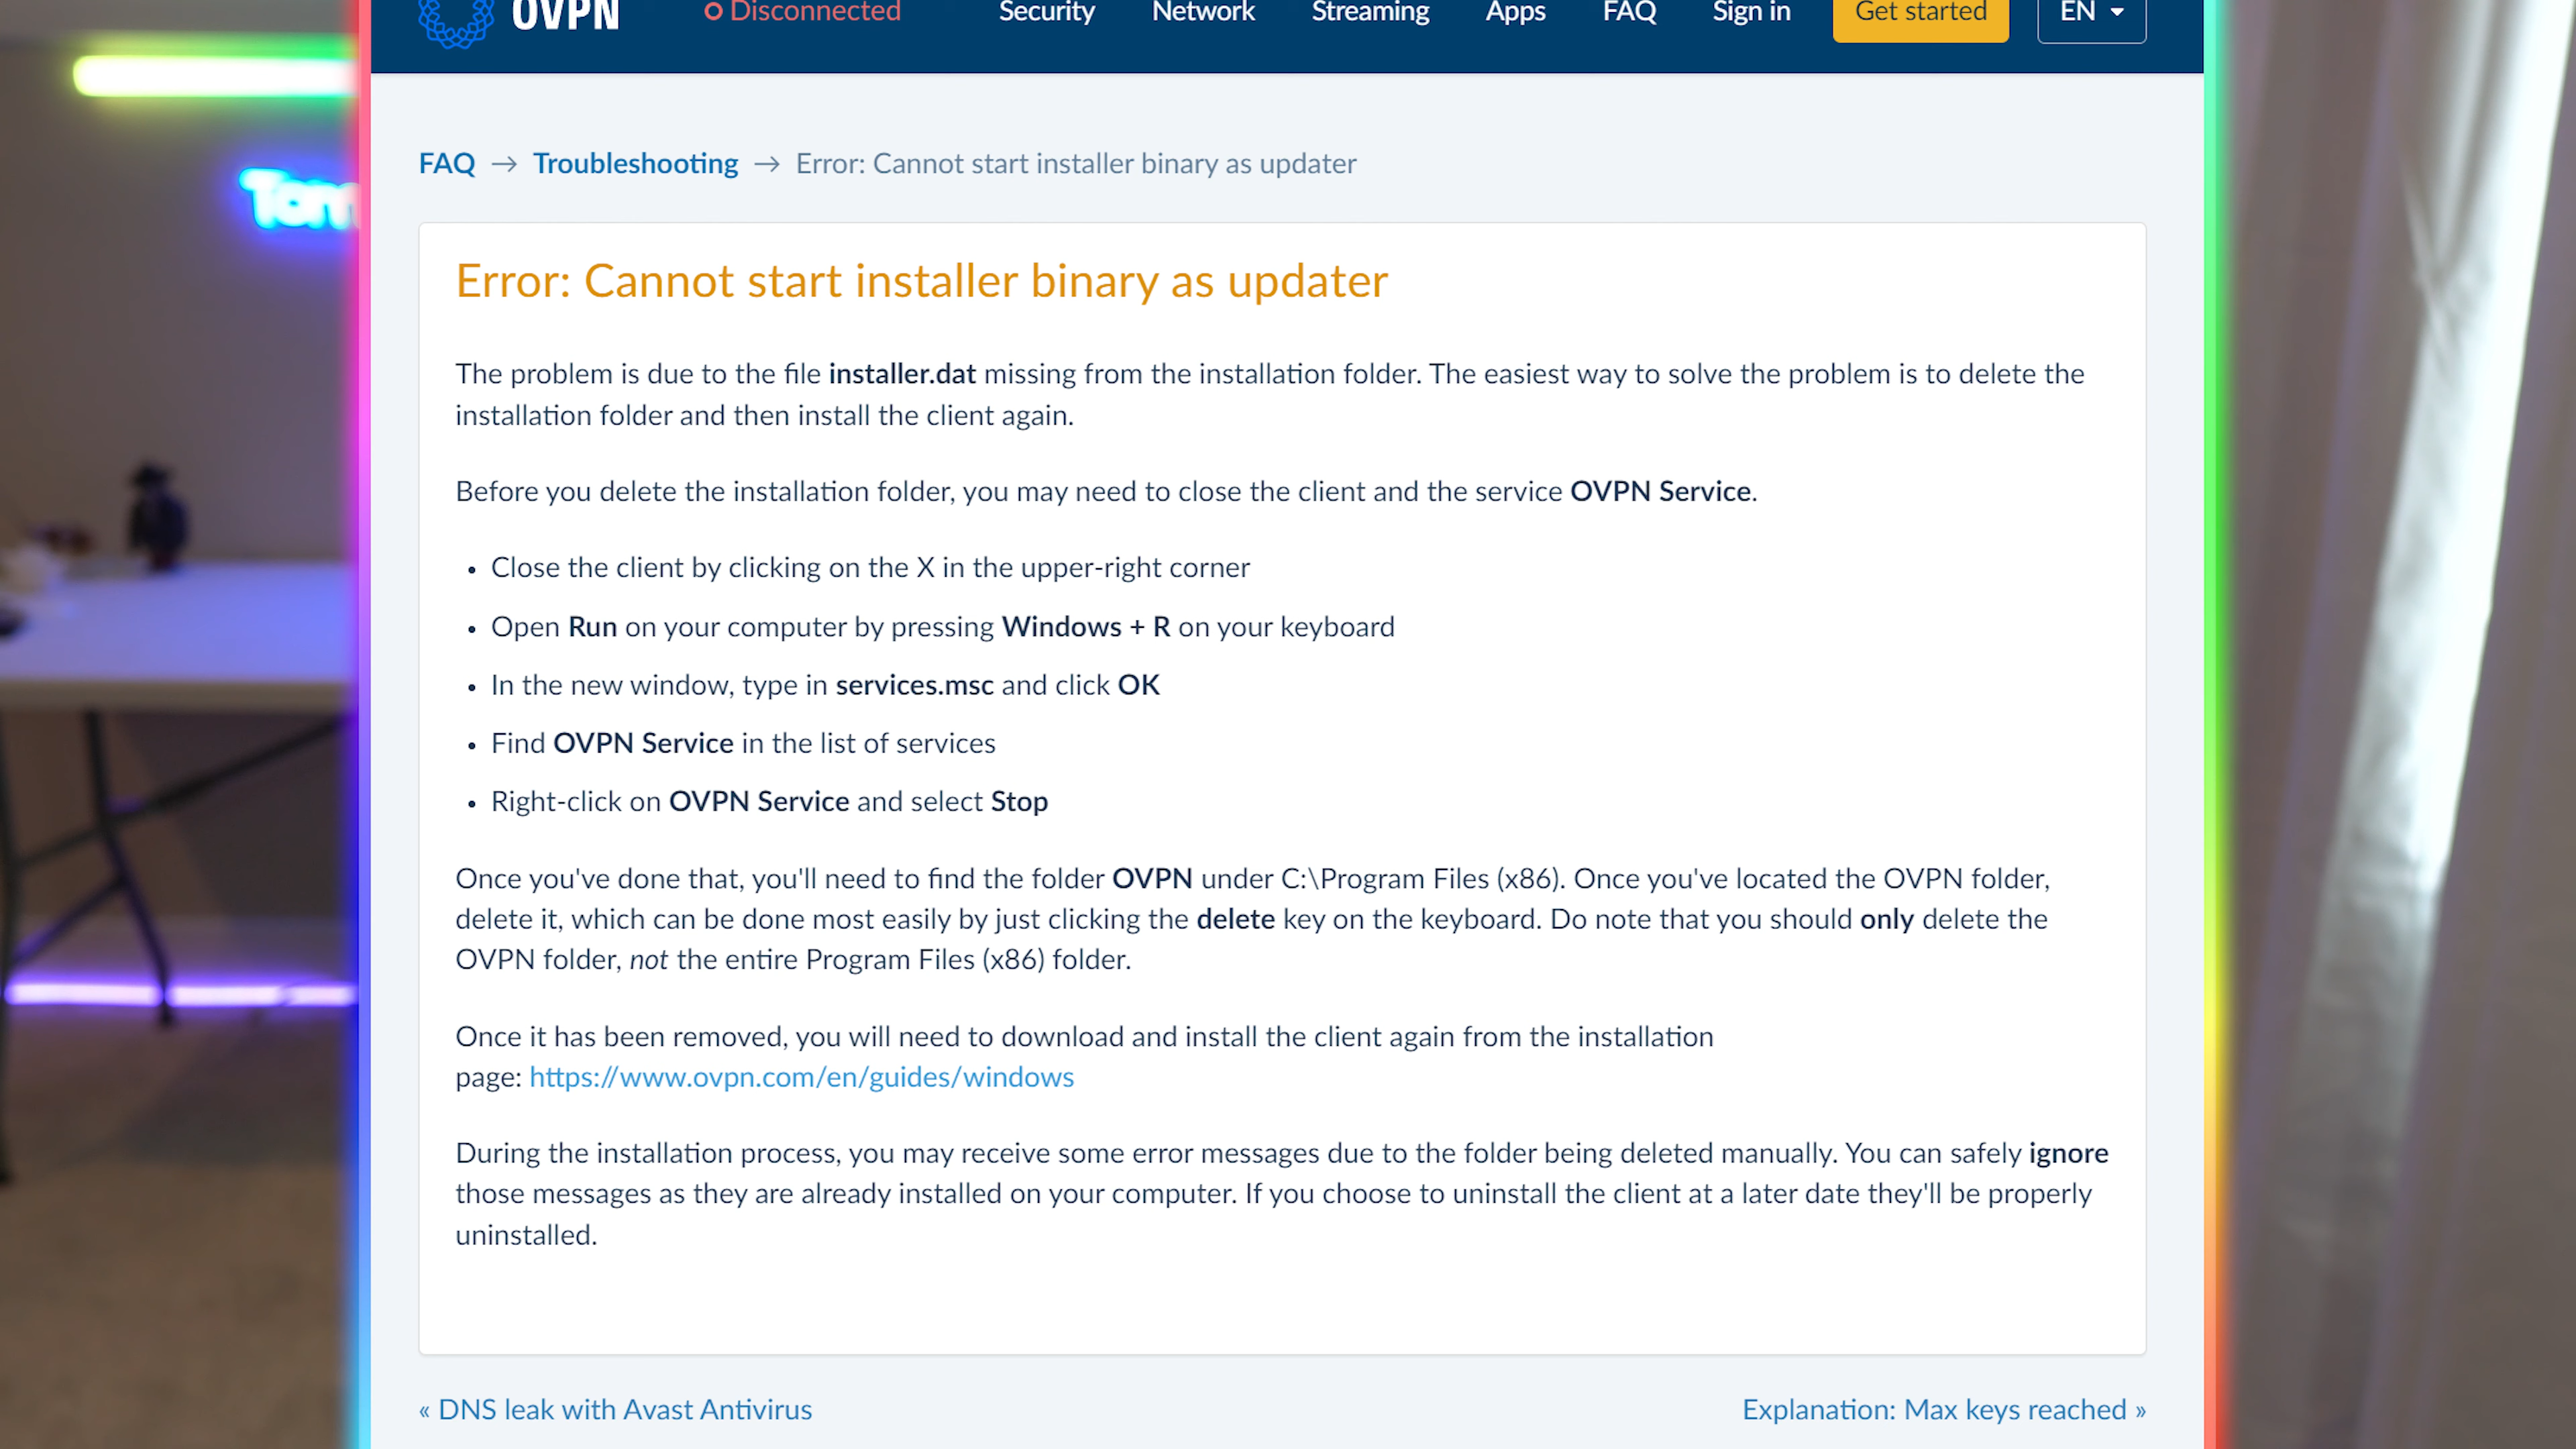 OVPN
Disconnected
Security
Network
Streaming
Apps
FAQ
Sign in
Get started
EN
Tom
FAQ → Troubleshooting → Error: Cannot start installer binary as updater
Error: Cannot start installer binary as updater
The problem is due to the file installer.dat missing from the installation folder. The easiest way to solve the problem is to delete the
installation folder and then install the client again.
Before you delete the installation folder, you may need to close the client and the service OVPN Service.
• Close the client by clicking on the X in the upper-right corner
• Open Run on your computer by pressing Windows + R on your keyboard
• In the new window, type in services.msc and click OK
• Find OVPN Service in the list of services
• Right-click on OVPN Service and select Stop
Once you've done that, you'll need to find the folder OVPN under C:\Program Files (x86). Once you've located the OVPN folder,
delete it, which can be done most easily by just clicking the delete key on the keyboard. Do note that you should only delete the
OVPN folder, not the entire Program Files (x86) folder.
Once it has been removed, you will need to download and install the client again from the installation
page: https://www.ovpn.com/en/guides/windows
During the installation process, you may receive some error messages due to the folder being deleted manually. You can safely ignore
those messages as they are already installed on your computer. If you choose to uninstall the client at a later date they'll be properly
uninstalled.
« DNS leak with Avast Antivirus
Explanation: Max keys reached »